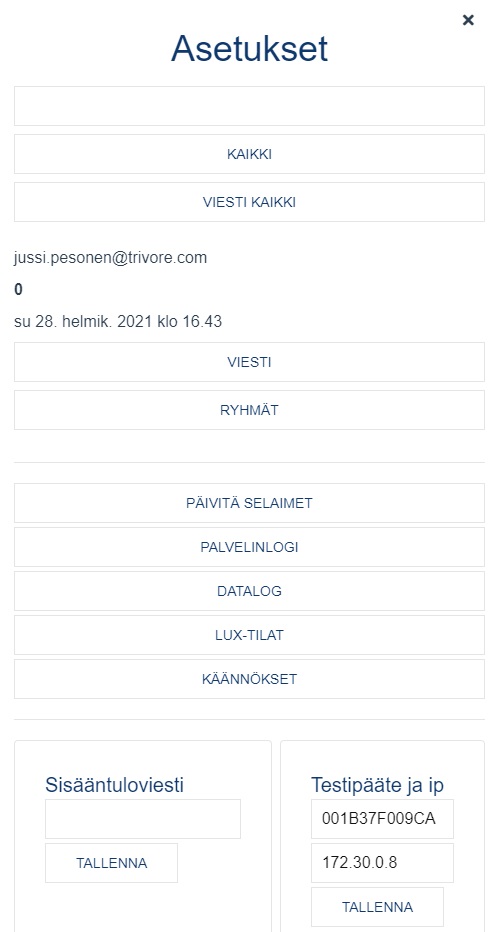 ×
Asetukset
KAIKKI
VIESTI KAIKKI
jussi.pesonen@trivore.com
0
su 28. helmik. 2021 klo 16.43
VIESTI
RYHMÄT
PÄIVITÄ SELAIMET
PALVELINLOGI
DATALOG
LUX-TILAT
KÄÄNNÖKSET
Sisääntuloviesti
TALLENNA
Testipääte ja ip
001B37F009CA
172.30.0.8
TALLENNA